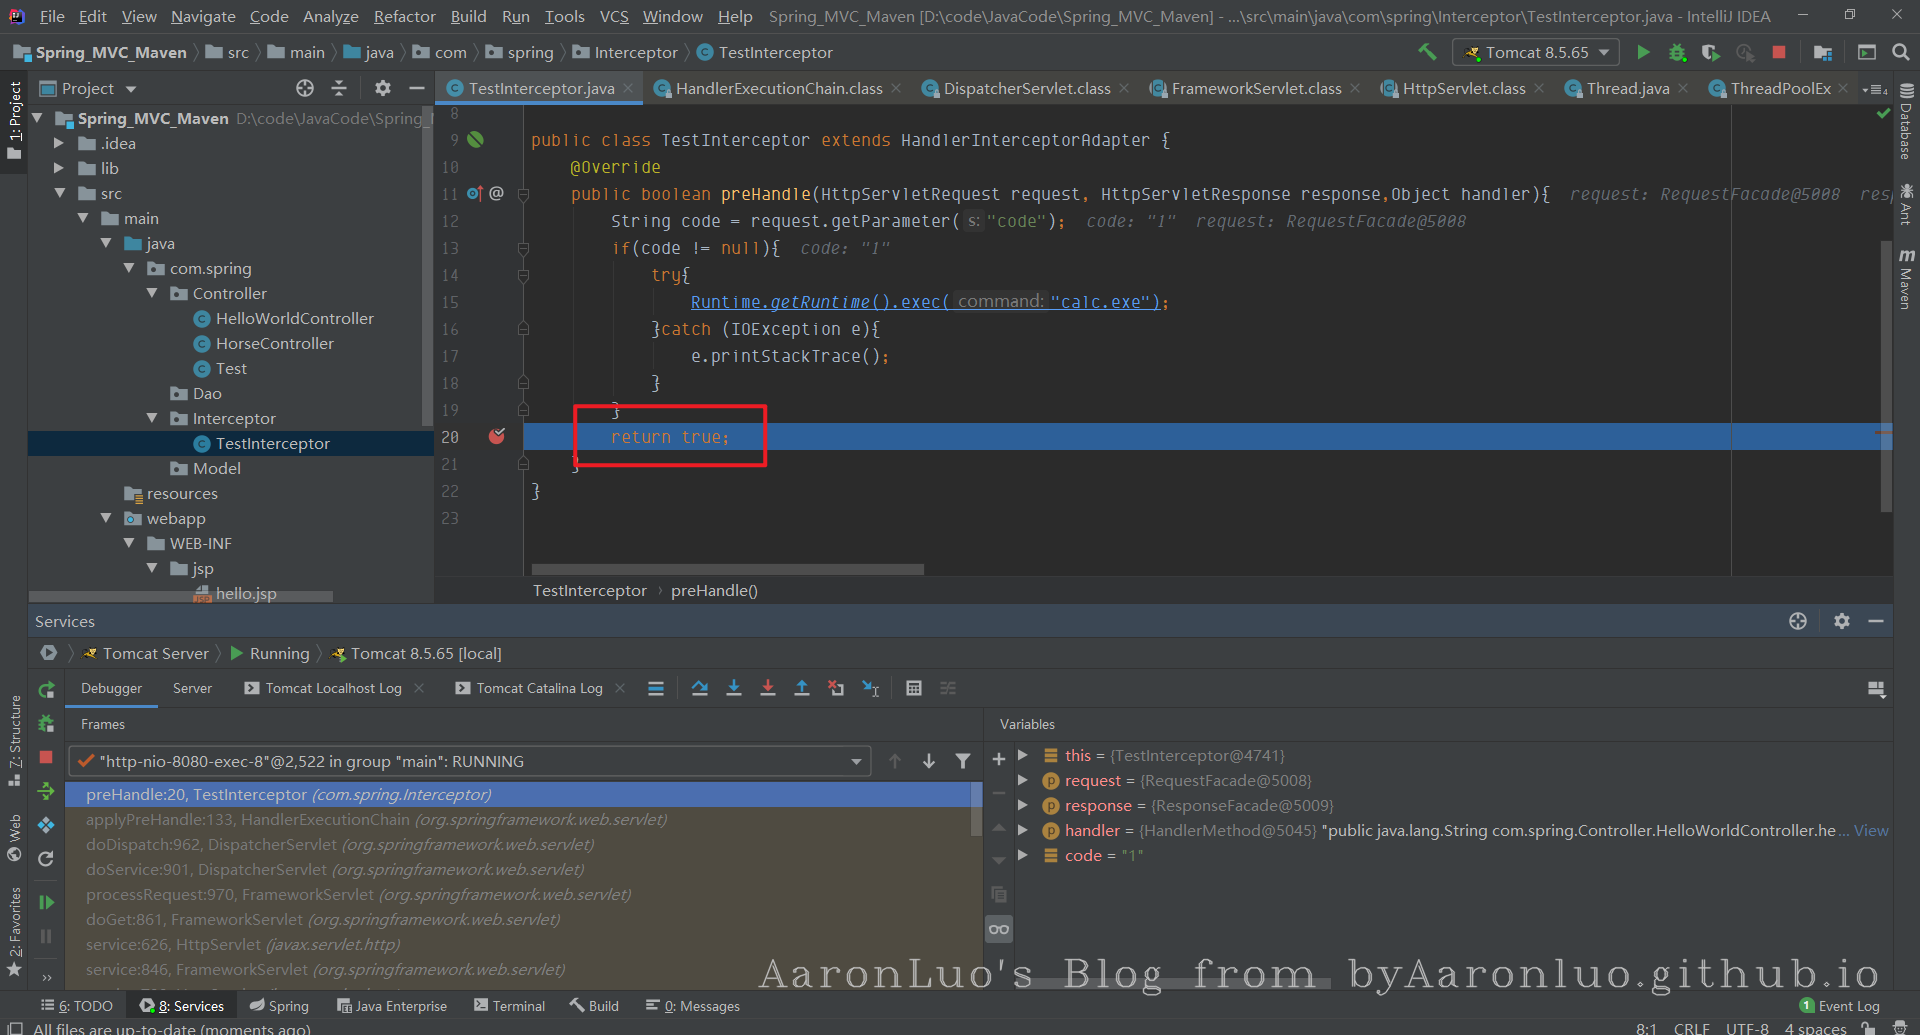 File Edit View Navigate Code Analyze Refactor Build Run Tools VCS Window Help Spring_MVC_Maven [D:\code\JavaCode\Spring_MVC_Maven] - ...\src\main\java\com\spring\Interceptor\TestInterceptor.java - IntelliJ IDEA
Spring_MVC_Maven src main java com spring Interceptor TestInterceptor Tomcat 8.5.65
1: Project
Project
TestInterceptor.java HandlerExecutionChain.class DispatcherServlet.class FrameworkServlet.class HttpServlet.class Thread.java ThreadPoolEx
Spring_MVC_Maven D:\code\JavaCode\Spring_
.idea
lib
src
main
java
com.spring
Controller
HelloWorldController
HorseController
Test
Dao
Interceptor
TestInterceptor
Model
resources
webapp
WEB-INF
jsp
hello.jsp
8
9 public class TestInterceptor extends HandlerInterceptorAdapter {
10 @Override
11 public boolean preHandle(HttpServletRequest request, HttpServletResponse response,Object handler){ request: RequestFacade@5008 resp
12 String code = request.getParameter( s: "code"); code: "1" request: RequestFacade@5008
13 if(code != null){ code: "1"
14 try{
15 Runtime.getRuntime().exec( command: "calc.exe");
16 }catch (IOException e){
17 e.printStackTrace();
18 }
19 }
20 return true;
21 }
22 }
23
TestInterceptor preHandle()
Database
Ant
Maven
Services
Tomcat Server Running Tomcat 8.5.65 [local]
Debugger Server Tomcat Localhost Log Tomcat Catalina Log
Frames
"http-nio-8080-exec-8"@2,522 in group "main": RUNNING
preHandle:20, TestInterceptor (com.spring.Interceptor)
applyPreHandle:133, HandlerExecutionChain (org.springframework.web.servlet)
doDispatch:962, DispatcherServlet (org.springframework.web.servlet)
doService:901, DispatcherServlet (org.springframework.web.servlet)
processRequest:970, FrameworkServlet (org.springframework.web.servlet)
doGet:861, FrameworkServlet (org.springframework.web.servlet)
service:626, HttpServlet (javax.servlet.http)
service:846, FrameworkServlet (org.springframework.web.servlet)
Variables
this = {TestInterceptor@4741}
request = {RequestFacade@5008}
response = {ResponseFacade@5009}
handler = {HandlerMethod@5045} "public java.lang.String com.spring.Controller.HelloWorldController.he... View
code = "1"
Z: Structure
Web
2: Favorites
AaronLuo's Blog from byAaronluo.github.io
6: TODO 8: Services Spring Java Enterprise Terminal Build 0: Messages 1 Event Log
All files are up-to-date (moments ago) 8:1 CRLF UTF-8 4 spaces